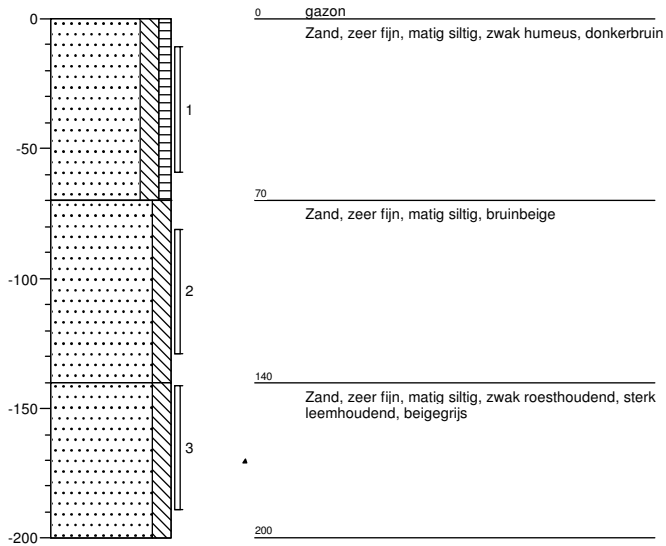 0
0
gazon
Zand, zeer fijn, matig siltig, zwak humeus, donkerbruin
1
-50
70
Zand, zeer fijn, matig siltig, bruinbeige
-100
2
140
Zand, zeer fijn, matig siltig, zwak roesthoudend, sterk
leemhoudend, beigegrijs
-150
3
200
-200